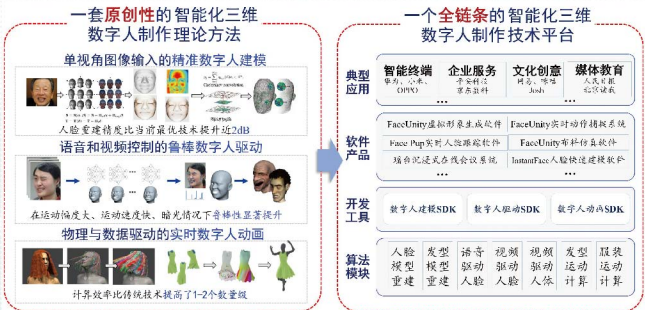 一套原创性的智能化三维
数字人制作理论方法
单视角图像输入的精准数字人建模
人脸重建精度比当前最优技术提升近2dB
语音和视频控制的鲁棒数字人驱动
在运动幅度大、运动速度快、暗光情况下鲁棒性显著提升
物理与数据驱动的实时数字人动画
计算效率比传统技术提高了1-2个数量级
一个全链条的智能化三维
数字人制作技术平台
典型
应用
智能终端 企业服务 文化创意 媒体教育
华为、小米、 平安科技 网易、咪咕 人民日报
OPPO 京东数科 Josh 北京读裁
...
软件
产品
FaceUnity虚拟形象生成软件 FaceUnity实时动作捕捉系统
Face Pup实时人脸跟踪软件 FaceUnity布料仿真软件
瑶台沉浸式在线会议系统 InstantFace人脸快速建模软件
... ...
开发
工具
数字人建模SDK 数字人驱动SDK 数字人动画SDK
算法
模块
人脸 发型 语音 视频 视频 发型 服装
模型 模型 驱动 驱动 驱动 运动 运动
重建 重建 人脸 人脸 人体 计算 计算